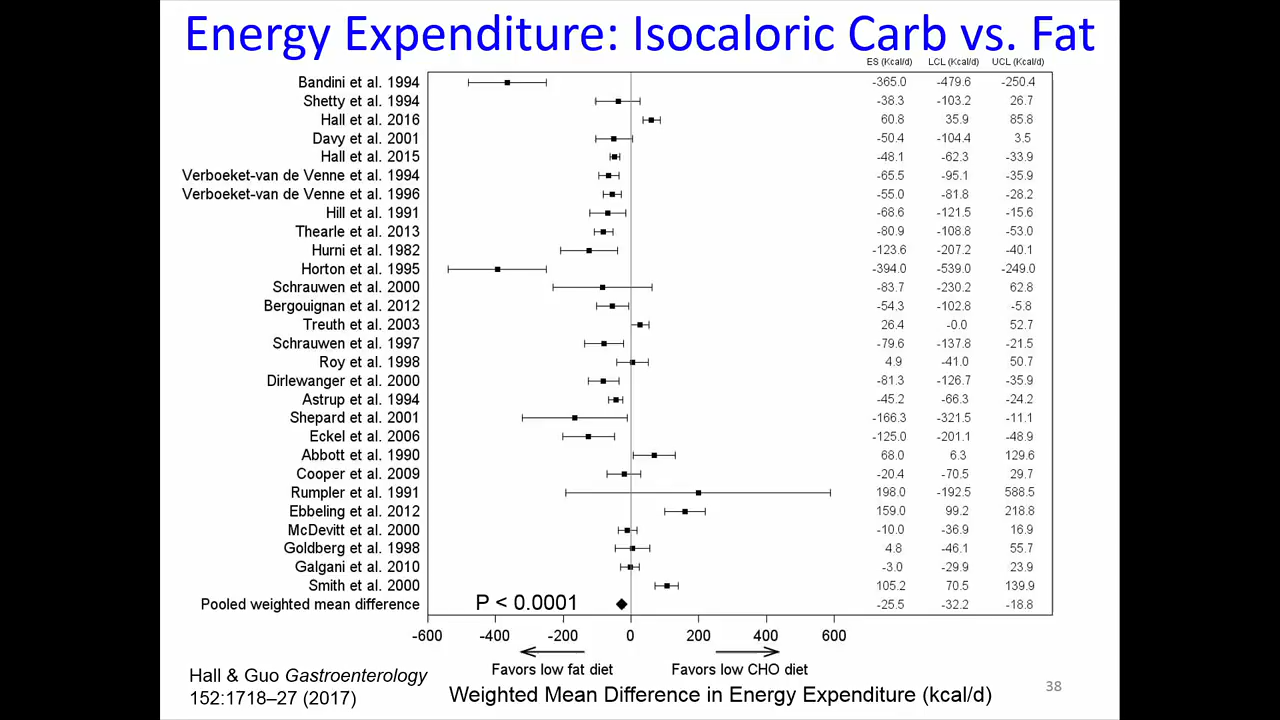 Energy Expenditure: Isocaloric Carb vs. Fat
ES (Kcal/d) LCL (Kcal/d) UCL (Kcal/d)
Bandini et al. 1994 -365.0 -479.6 -250.4
Shetty et al. 1994 -38.3 -103.2 26.7
Hall et al. 2016 60.8 35.9 85.8
Davy et al. 2001 -50.4 -104.4 3.5
Hall et al. 2015 -48.1 -62.3 -33.9
Verboeket-van de Venne et al. 1994 -65.5 -95.1 -35.9
Verboeket-van de Venne et al. 1996 -55.0 -81.8 -28.2
Hill et al. 1991 -68.6 -121.5 -15.6
Thearle et al. 2013 -80.9 -108.8 -53.0
Hurni et al. 1982 -123.6 -207.2 -40.1
Horton et al. 1995 -394.0 -539.0 -249.0
Schrauwen et al. 2000 -83.7 -230.2 62.8
Bergouignan et al. 2012 -54.3 -102.8 -5.8
Treuth et al. 2003 26.4 -0.0 52.7
Schrauwen et al. 1997 -79.6 -137.8 -21.5
Roy et al. 1998 4.9 -41.0 50.7
Dirlewanger et al. 2000 -81.3 -126.7 -35.9
Astrup et al. 1994 -45.2 -66.3 -24.2
Shepard et al. 2001 -166.3 -321.5 -11.1
Eckel et al. 2006 -125.0 -201.1 -48.9
Abbott et al. 1990 68.0 6.3 129.6
Cooper et al. 2009 -20.4 -70.5 29.7
Rumpler et al. 1991 198.0 -192.5 588.5
Ebbeling et al. 2012 159.0 99.2 218.8
McDevitt et al. 2000 -10.0 -36.9 16.9
Goldberg et al. 1998 4.8 -46.1 55.7
Galgani et al. 2010 -3.0 -29.9 23.9
Smith et al. 2000 105.2 70.5 139.9
Pooled weighted mean difference P < 0.0001 -25.5 -32.2 -18.8
-600 -400 -200 0 200 400 600
Favors low fat diet Favors low CHO diet
Weighted Mean Difference in Energy Expenditure (kcal/d)
Hall & Guo Gastroenterology
152:1718–27 (2017)
38